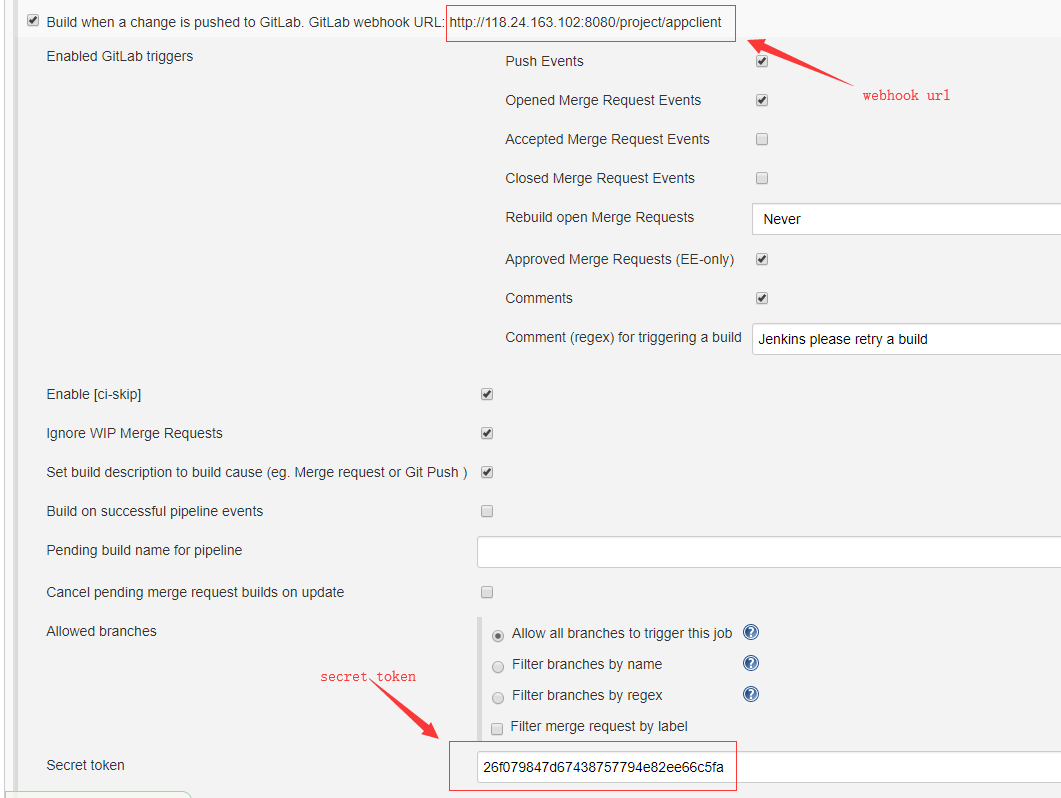 Build when a change is pushed to GitLab. GitLab webhook URL: http://118.24.163.102:8080/project/appclient
Enabled GitLab triggers
Push Events
webhook url
Opened Merge Request Events
Accepted Merge Request Events
Closed Merge Request Events
Rebuild open Merge Requests Never
Approved Merge Requests (EE-only)
Comments
Comment (regex) for triggering a build Jenkins please retry a build
Enable [ci-skip]
Ignore WIP Merge Requests
Set build description to build cause (eg. Merge request or Git Push )
Build on successful pipeline events
Pending build name for pipeline
Cancel pending merge request builds on update
Allowed branches
Allow all branches to trigger this job
Filter branches by name
secret token
Filter branches by regex
Filter merge request by label
Secret token 26f079847d67438757794e82ee66c5fa